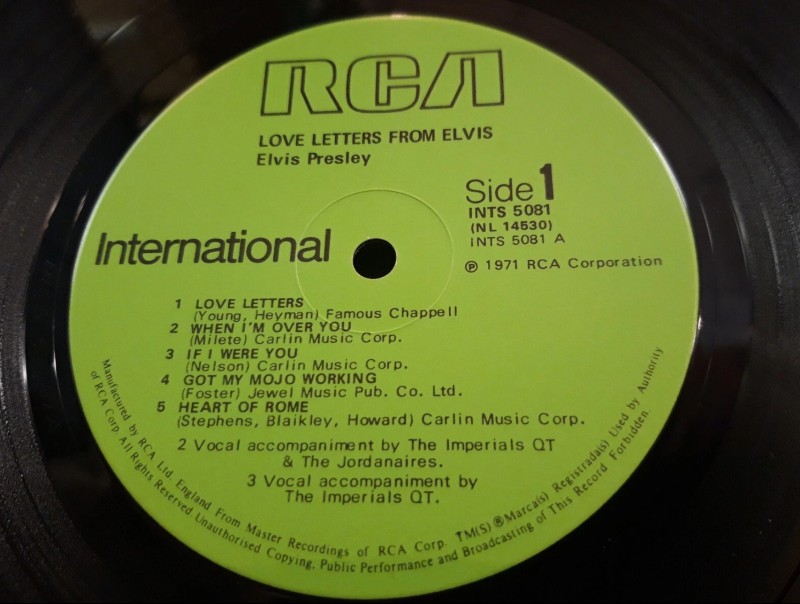 RCA
LOVE LETTERS FROM ELVIS
Elvis Presley
Side 1
INTS 5081
(NL 14530)
INTS 5081 A
International
℗ 1971 RCA Corporation
1 LOVE LETTERS
(Young, Heyman) Famous Chappell
2 WHEN I'M OVER YOU
(Milete) Carlin Music Corp.
3 IF I WERE YOU
(Nelson) Carlin Music Corp.
4 GOT MY MOJO WORKING
(Foster) Jewel Music Pub. Co. Ltd.
5 HEART OF ROME
(Stephens, Blaikley, Howard) Carlin Music Corp.
2 Vocal accompaniment by The Imperials QT
& The Jordanaires.
3 Vocal accompaniment by
The Imperials QT.
Manufactured by RCA Ltd. England From Master Recordings of RCA Corp. TM(S)®Marca(s) Registrada(s) Used by Authority
of RCA Corp. All Rights Reserved Unauthorised Copying, Public Performance and Broadcasting of This Record Forbidden.